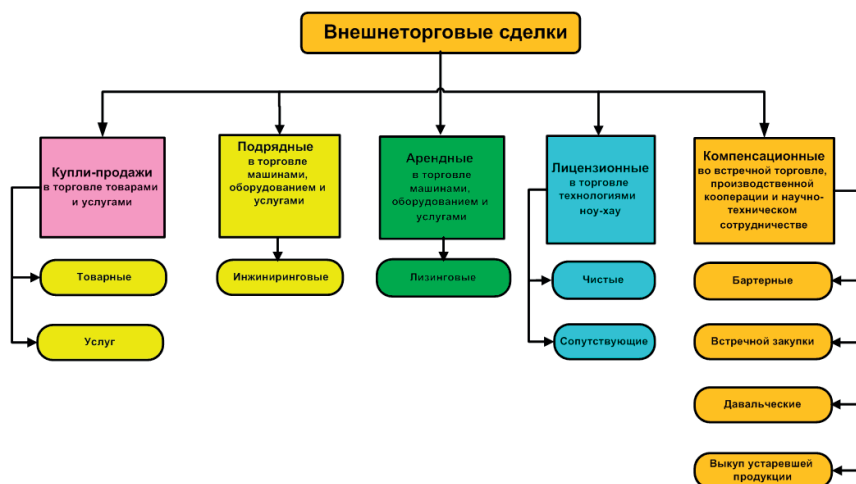 Внешнеторговые сделки
Купли-продажи
в торговле товарами
и услугами
Подрядные
в торговле
машинами,
оборудованием и
услугами
Арендные
в торговле
машинами,
оборудованием и
услугами
Лицензионные
в торговле
технологиями
ноу-хау
Компенсационные
во встречной торговле,
производственной
кооперации и научно-
техническом
сотрудничестве
Товарные
Инжиниринговые
Лизинговые
Чистые
Бартерные
Услуг
Сопутствующие
Встречной закупки
Давальческие
Выкуп устаревшей
продукции